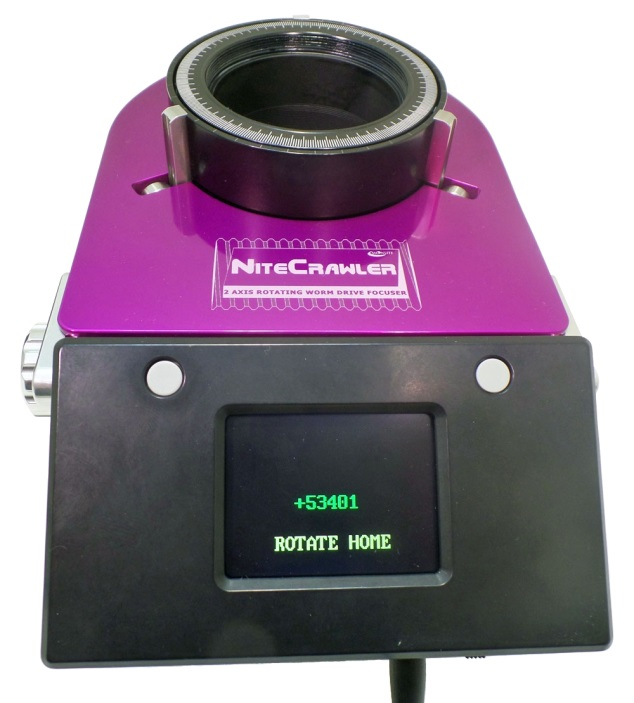 NITECRAWLER
2 AXIS ROTATING WORM DRIVE FOCUSER
+53401
ROTATE HOME